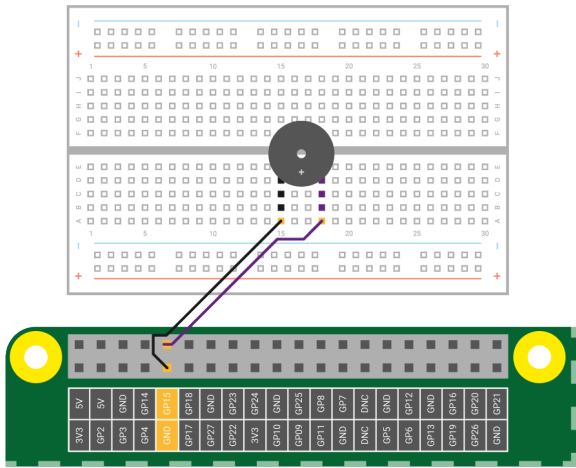 − −
+ +
1 5 10 15 20 25 30
J J
I I
H H
G G
F F
+
E E
D D
C C
B B
A A
1 5 10 15 20 25 30
− −
+ +
5V 5V GND GP14 GP15 GP18 GND GP23 GP24 GND GP25 GP8 GP7 DNC GND GP12 GND GP16 GP20 GP21
3V3 GP2 GP3 GP4 GND GP17 GP27 GP22 3V3 GP10 GP09 GP11 GND DNC GP5 GP6 GP13 GP19 GP26 GND